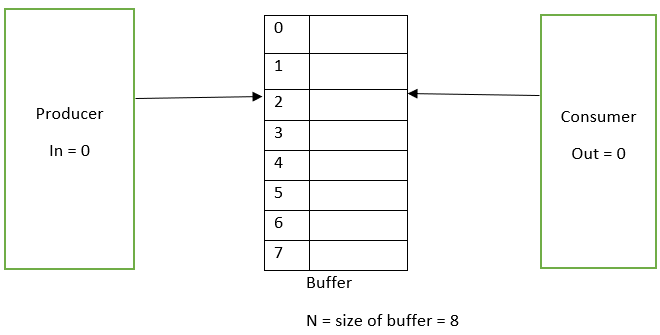 Producer
In = 0
0
1
2
3
4
5
6
7
Buffer
N = size of buffer = 8
Consumer
Out = 0